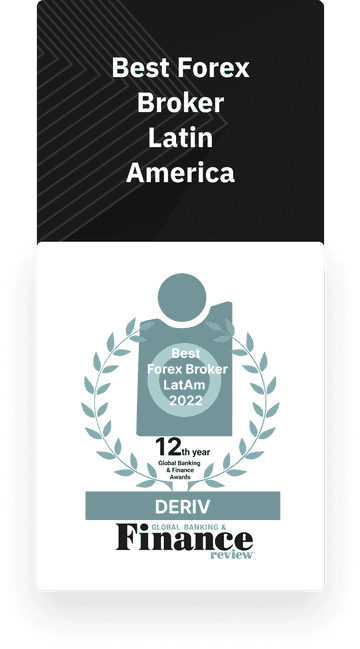 Best Forex
Broker
Latin
America
Best
Forex Broker
LatAm
2022
12th year
Global Banking
& Finance
Awards
DERIV
GLOBAL BANKING &
Finance
review